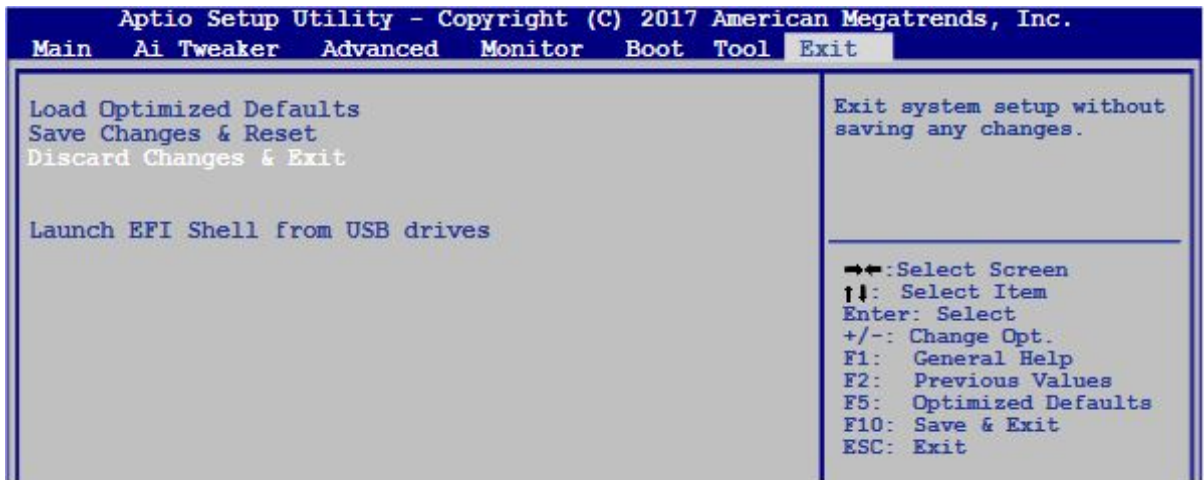 Aptio Setup Utility - Copyright (C) 2017 American Megatrends, Inc.
Main Ai Tweaker Advanced Monitor Boot Tool Exit
Load Optimized Defaults
Save Changes & Reset
Discard Changes & Exit
Launch EFI Shell from USB drives
Exit system setup without
saving any changes.
→←:Select Screen
↑↓: Select Item
Enter: Select
+/-: Change Opt.
F1: General Help
F2: Previous Values
F5: Optimized Defaults
F10: Save & Exit
ESC: Exit